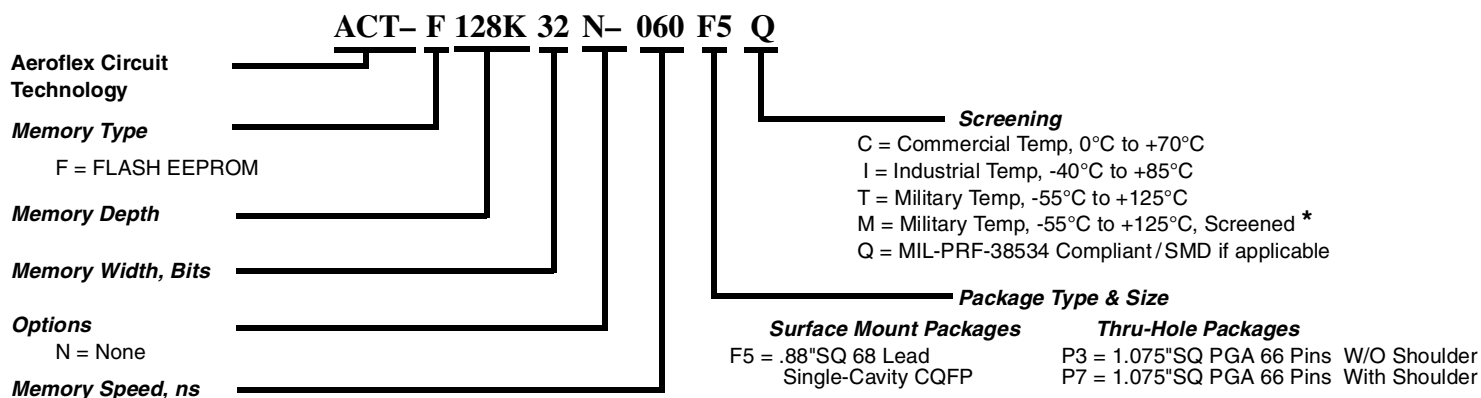 ACT– F 128K 32 N– 060 F5 Q
Aeroflex Circuit
Technology
Memory Type
F = FLASH EEPROM
Memory Depth
Memory Width, Bits
Options
N = None
Memory Speed, ns
Screening
C = Commercial Temp, 0°C to +70°C
I = Industrial Temp, -40°C to +85°C
T = Military Temp, -55°C to +125°C
M = Military Temp, -55°C to +125°C, Screened *
Q = MIL-PRF-38534 Compliant/SMD if applicable
Package Type & Size
Surface Mount Packages
F5 = .88"SQ 68 Lead
Single-Cavity CQFP
Thru-Hole Packages
P3 = 1.075"SQ PGA 66 Pins W/O Shoulder
P7 = 1.075"SQ PGA 66 Pins With Shoulder